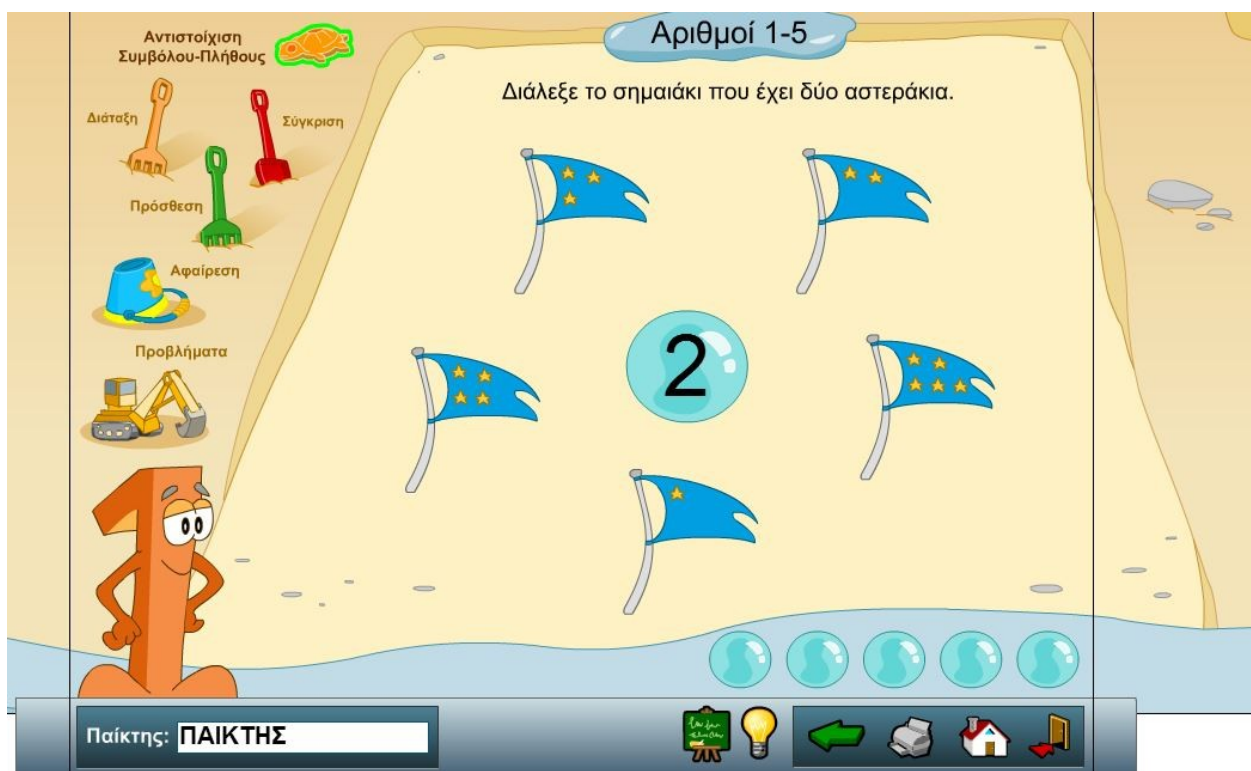 Αντιστοίχιση
Συμβόλου-Πλήθους
Αριθμοί 1-5
Διάλεξε το σημαιάκι που έχει δύο αστεράκια.
Διάταξη
Σύγκριση
Πρόσθεση
Αφαίρεση
Προβλήματα
2
Παίκτης: ΠΑΙΚΤΗΣ